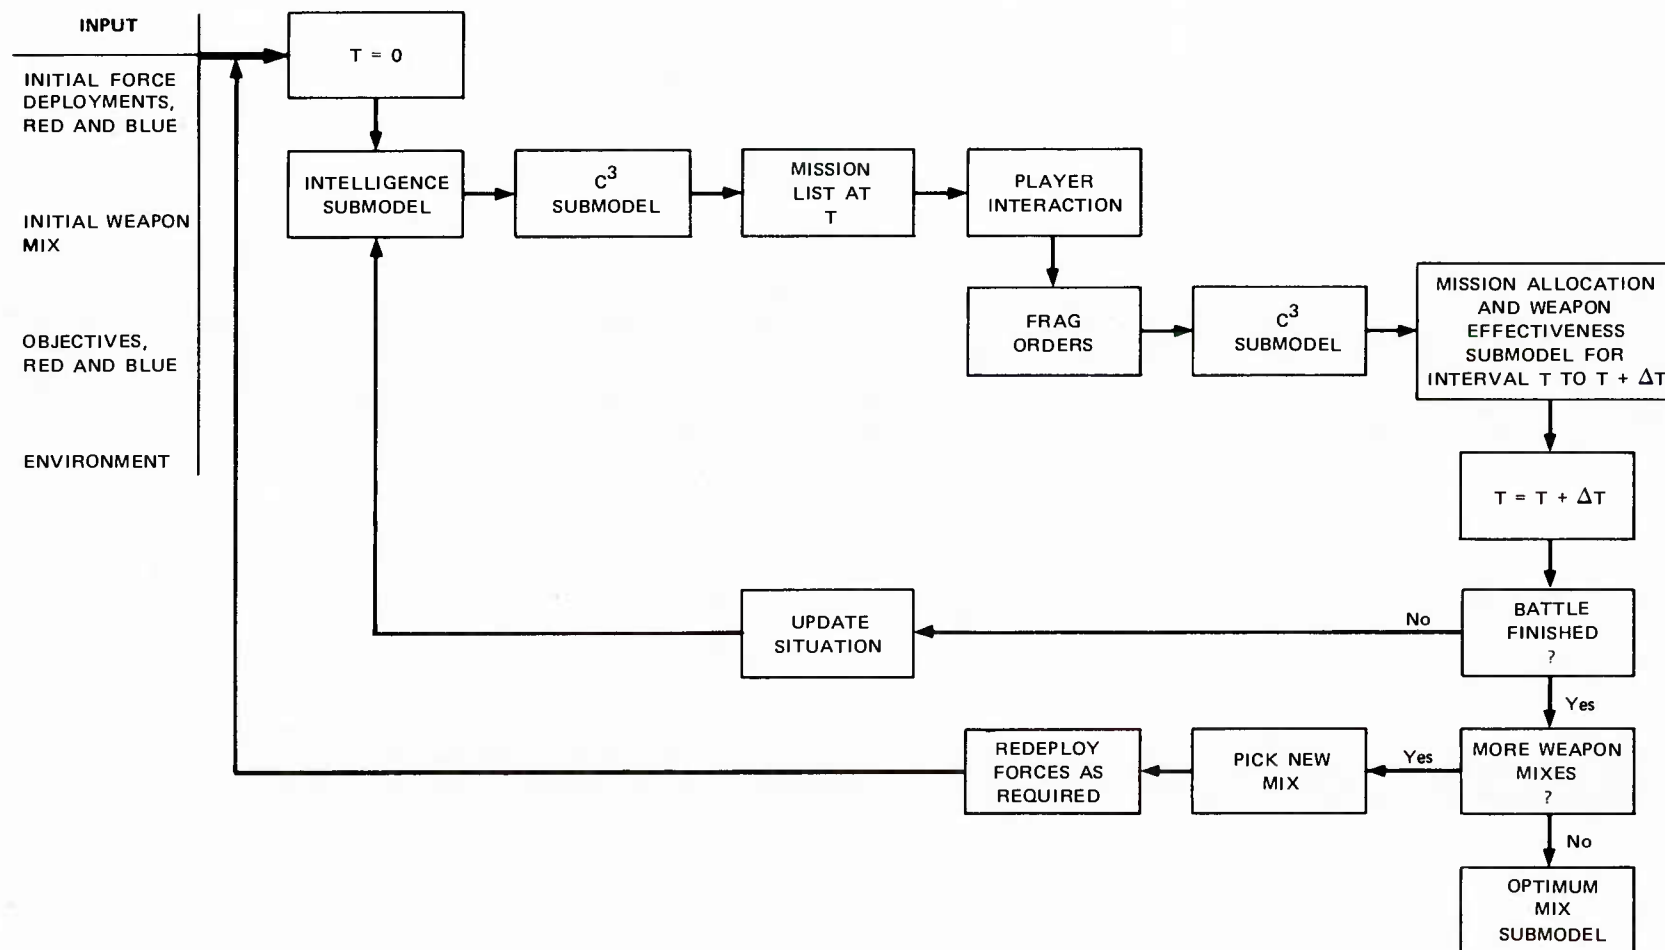 INPUT
INITIAL FORCE
DEPLOYMENTS,
RED AND BLUE
INITIAL WEAPON
MIX
OBJECTIVES,
RED AND BLUE
ENVIRONMENT
T = 0
INTELLIGENCE
SUBMODEL
C³
SUBMODEL
MISSION
LIST AT
T
PLAYER
INTERACTION
FRAG
ORDERS
C³
SUBMODEL
MISSION ALLOCATION
AND WEAPON
EFFECTIVENESS
SUBMODEL FOR
INTERVAL T TO T + ΔT
T = T + ΔT
BATTLE
FINISHED
?
No
UPDATE
SITUATION
Yes
MORE WEAPON
MIXES
?
Yes
PICK NEW
MIX
REDEPLOY
FORCES AS
REQUIRED
No
OPTIMUM
MIX
SUBMODEL